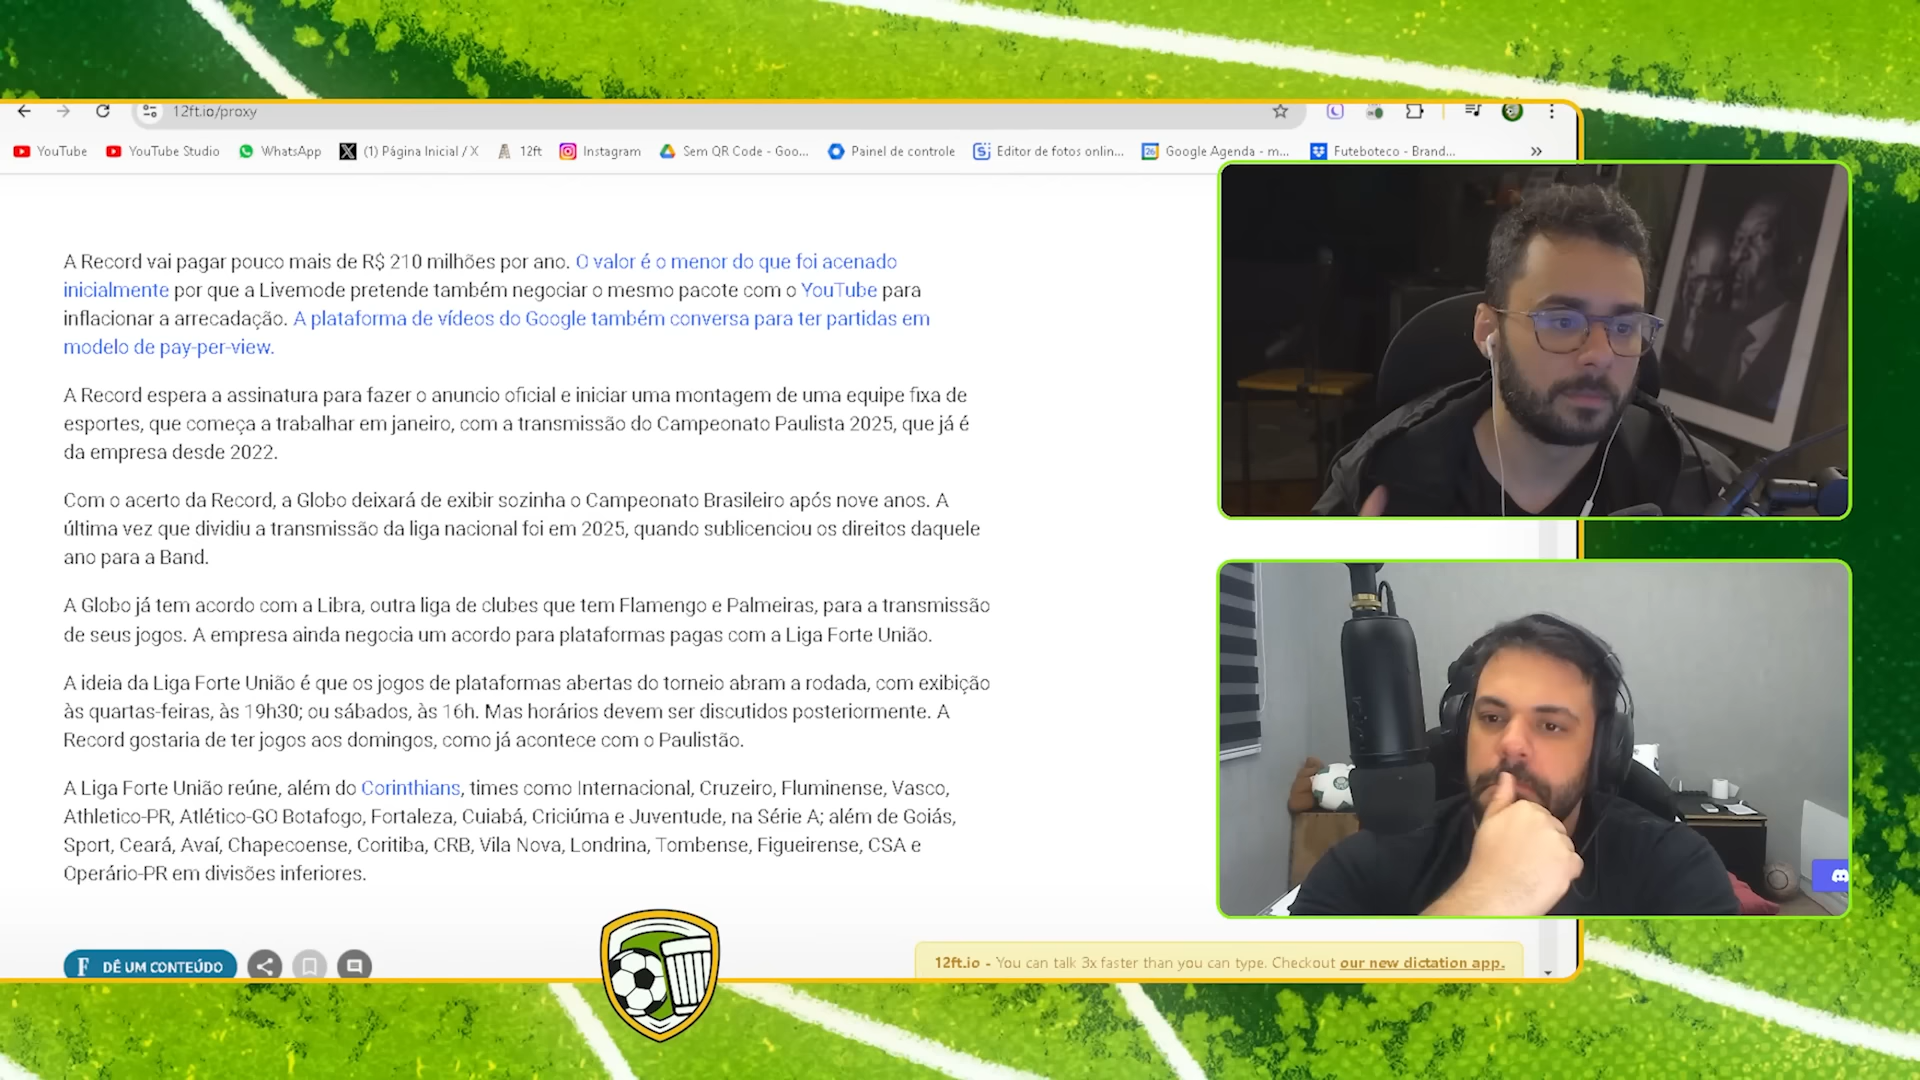 12ft.io/proxy
YouTube YouTube Studio WhatsApp (1) Página Inicial / X 12ft Instagram Sem QR Code - Goo... Painel de controle Editor de fotos onlin... Google Agenda - m... Futeboteco - Brand... »
A Record vai pagar pouco mais de R$ 210 milhões por ano. O valor é o menor do que foi acenado
inicialmente por que a Livemode pretende também negociar o mesmo pacote com o YouTube para
inflacionar a arrecadação. A plataforma de vídeos do Google também conversa para ter partidas em
modelo de pay-per-view.
A Record espera a assinatura para fazer o anuncio oficial e iniciar uma montagem de uma equipe fixa de
esportes, que começa a trabalhar em janeiro, com a transmissão do Campeonato Paulista 2025, que já é
da empresa desde 2022.
Com o acerto da Record, a Globo deixará de exibir sozinha o Campeonato Brasileiro após nove anos. A
última vez que dividiu a transmissão da liga nacional foi em 2025, quando sublicenciou os direitos daquele
ano para a Band.
A Globo já tem acordo com a Libra, outra liga de clubes que tem Flamengo e Palmeiras, para a transmissão
de seus jogos. A empresa ainda negocia um acordo para plataformas pagas com a Liga Forte União.
A ideia da Liga Forte União é que os jogos de plataformas abertas do torneio abram a rodada, com exibição
às quartas-feiras, às 19h30; ou sábados, às 16h. Mas horários devem ser discutidos posteriormente. A
Record gostaria de ter jogos aos domingos, como já acontece com o Paulistão.
A Liga Forte União reúne, além do Corinthians, times como Internacional, Cruzeiro, Fluminense, Vasco,
Athletico-PR, Atlético-GO Botafogo, Fortaleza, Cuiabá, Criciúma e Juventude, na Série A; além de Goiás,
Sport, Ceará, Avaí, Chapecoense, Coritiba, CRB, Vila Nova, Londrina, Tombense, Figueirense, CSA e
Operário-PR em divisões inferiores.
F DÊ UM CONTEÚDO
12ft.io - You can talk 3x faster than you can type. Checkout our new dictation app.